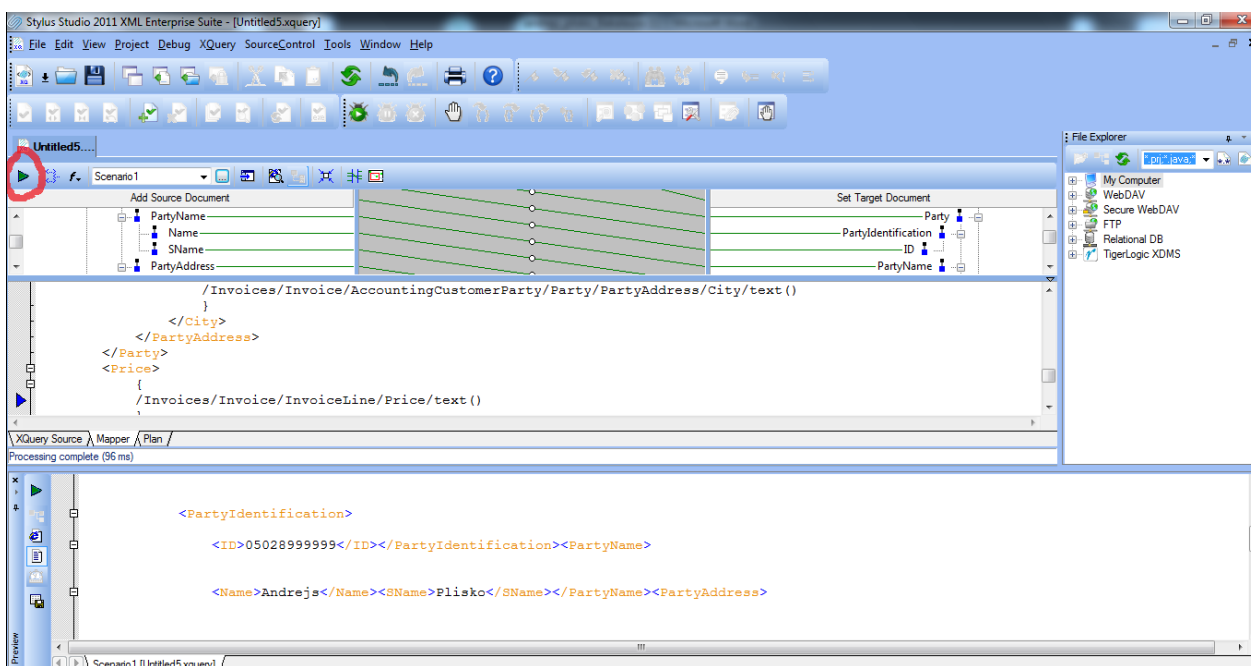 Stylus Studio 2011 XML Enterprise Suite - [Untitled5.xquery]
File Edit View Project Debug XQuery SourceControl Tools Window Help
Untitled5....
Scenario1
Add Source Document
Set Target Document
PartyName
Name
SName
PartyAddress
Party
PartyIdentification
ID
PartyName
/Invoices/Invoice/AccountingCustomerParty/Party/PartyAddress/City/text()
}
</City>
</PartyAddress>
</Party>
<Price>
{
/Invoices/Invoice/InvoiceLine/Price/text()
XQuery Source Mapper Plan
Processing complete (96 ms)
File Explorer
*.prj;*.java;*
My Computer
WebDAV
Secure WebDAV
FTP
Relational DB
TigerLogic XDMS
<PartyIdentification>
<ID>05028999999</ID></PartyIdentification><PartyName>
<Name>Andrejs</Name><SName>Plisko</SName></PartyName><PartyAddress>
Preview
Scenario1 [Untitled5.xquery]